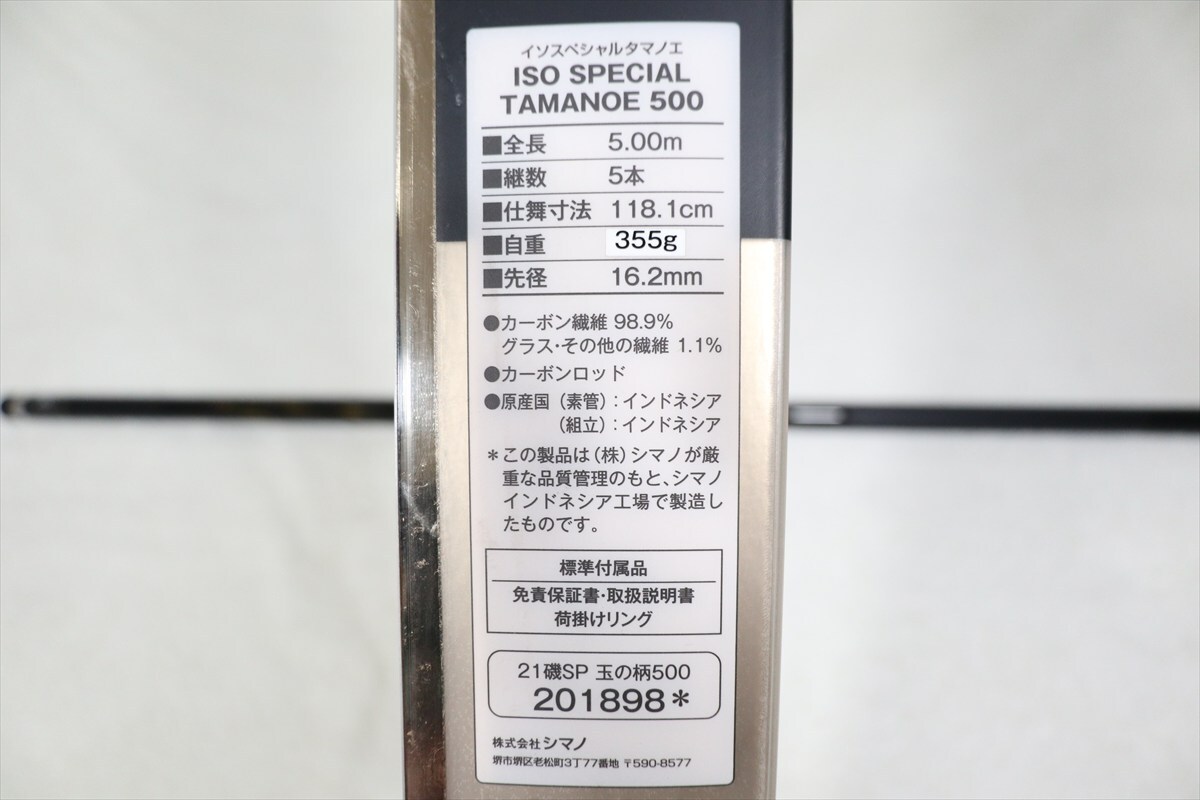 イソスペシャルタマノエ
ISO SPECIAL
TAMANOE 500
■全長 5.00m
■継数 5本
■仕舞寸法 118.1cm
■自重 355g
■先径 16.2mm
●カーボン繊維 98.9%
グラス・その他の繊維 1.1%
●カーボンロッド
●原産国(素管):インドネシア
(組立):インドネシア
*この製品は(株)シマノが厳
重な品質管理のもと、シマノ
インドネシア工場で製造し
たものです。
標準付属品
免責保証書・取扱説明書
荷掛けリング
21磯SP 玉の柄500
201898*
株式会社シマノ
堺市堺区老松町3丁77番地 〒590-8577